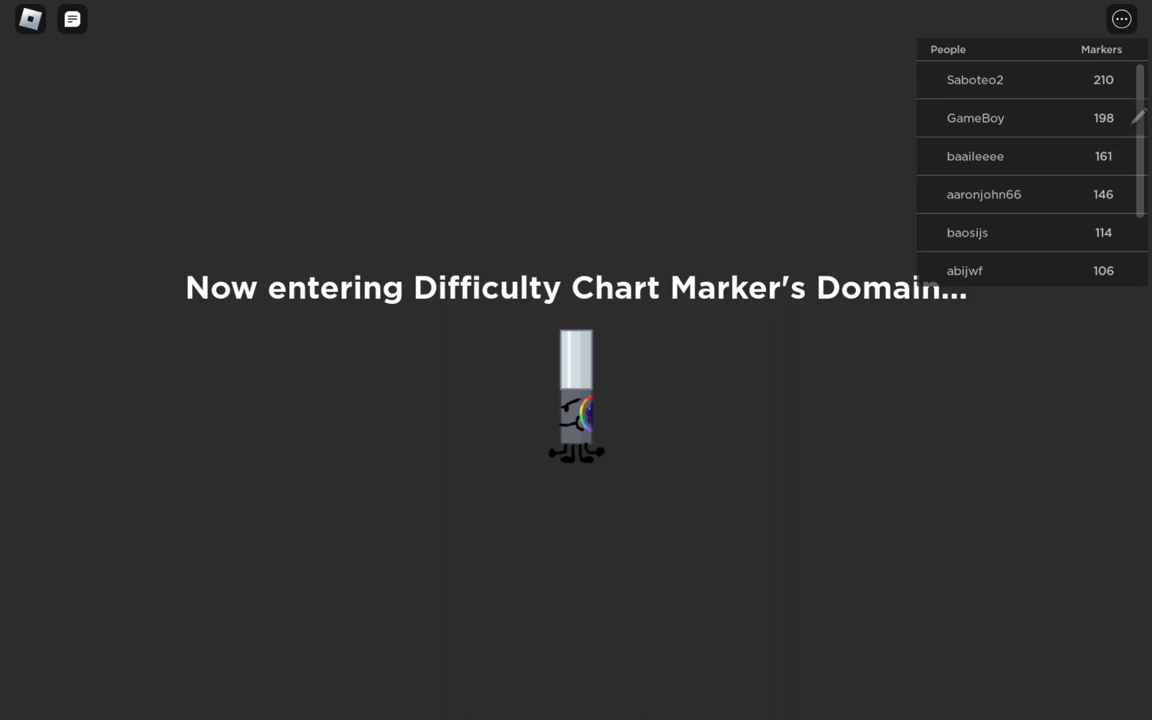 People Markers
Saboteo2 210
GameBoy 198
baaileeee 161
aaronjohn66 146
baosijs 114
abijwf 106
Now entering Difficulty Chart Marker's Domain...